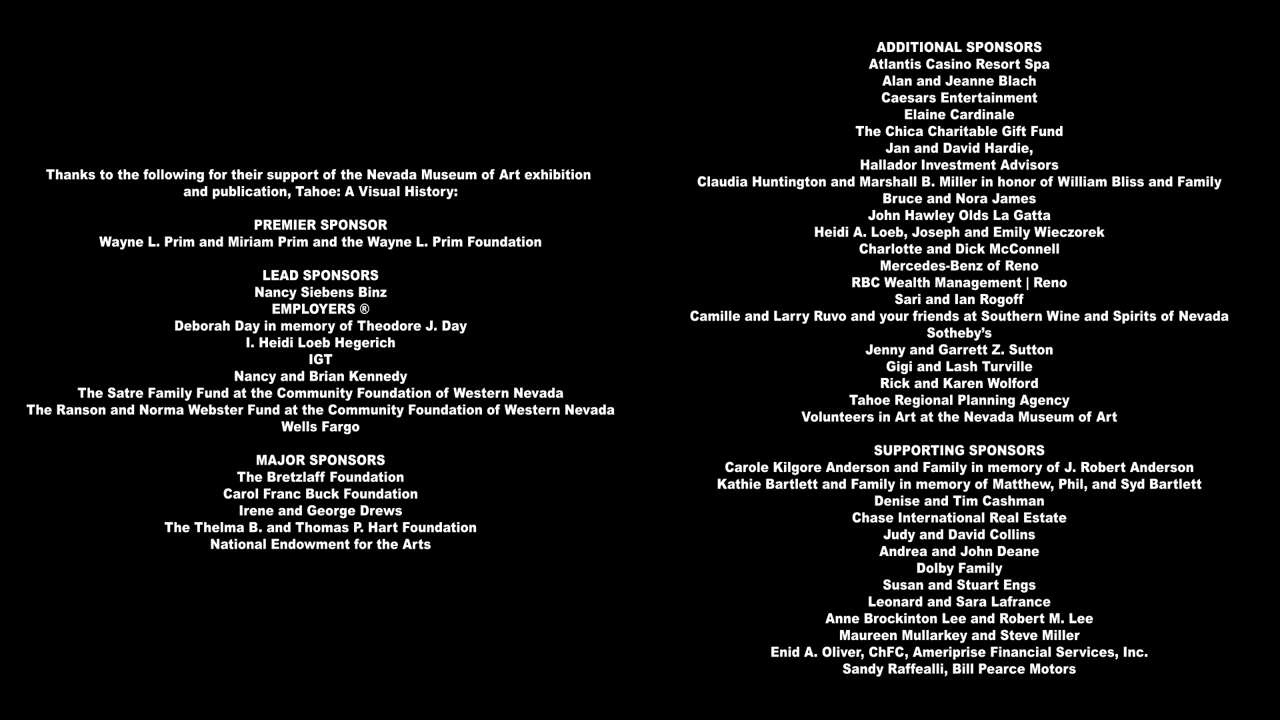 Thanks to the following for their support of the Nevada Museum of Art exhibition
and publication, Tahoe: A Visual History:
PREMIER SPONSOR
Wayne L. Prim and Miriam Prim and the Wayne L. Prim Foundation
LEAD SPONSORS
Nancy Siebens Binz
EMPLOYERS ®
Deborah Day in memory of Theodore J. Day
I. Heidi Loeb Hegerich
IGT
Nancy and Brian Kennedy
The Satre Family Fund at the Community Foundation of Western Nevada
The Ranson and Norma Webster Fund at the Community Foundation of Western Nevada
Wells Fargo
MAJOR SPONSORS
The Bretzlaff Foundation
Carol Franc Buck Foundation
Irene and George Drews
The Thelma B. and Thomas P. Hart Foundation
National Endowment for the Arts
ADDITIONAL SPONSORS
Atlantis Casino Resort Spa
Alan and Jeanne Blach
Caesars Entertainment
Elaine Cardinale
The Chica Charitable Gift Fund
Jan and David Hardie,
Hallador Investment Advisors
Claudia Huntington and Marshall B. Miller in honor of William Bliss and Family
Bruce and Nora James
John Hawley Olds La Gatta
Heidi A. Loeb, Joseph and Emily Wieczorek
Charlotte and Dick McConnell
Mercedes-Benz of Reno
RBC Wealth Management | Reno
Sari and Ian Rogoff
Camille and Larry Ruvo and your friends at Southern Wine and Spirits of Nevada
Sotheby's
Jenny and Garrett Z. Sutton
Gigi and Lash Turville
Rick and Karen Wolford
Tahoe Regional Planning Agency
Volunteers in Art at the Nevada Museum of Art
SUPPORTING SPONSORS
Carole Kilgore Anderson and Family in memory of J. Robert Anderson
Kathie Bartlett and Family in memory of Matthew, Phil, and Syd Bartlett
Denise and Tim Cashman
Chase International Real Estate
Judy and David Collins
Andrea and John Deane
Dolby Family
Susan and Stuart Engs
Leonard and Sara Lafrance
Anne Brockinton Lee and Robert M. Lee
Maureen Mullarkey and Steve Miller
Enid A. Oliver, ChFC, Ameriprise Financial Services, Inc.
Sandy Raffealli, Bill Pearce Motors